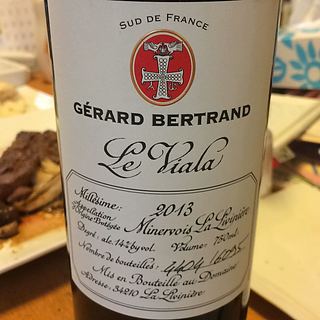 SUD DE FRANCE
GÉRARD BERTRAND
Le Viala
Millésime: 2013
Appellation d'Origine Protégée Minervois La Livinière
Degré: alc 14% by vol. Volume: 750ml.
Nombre de bouteilles:
Mis en Bouteille au Domaine
Adresse: 34210 La Livinière